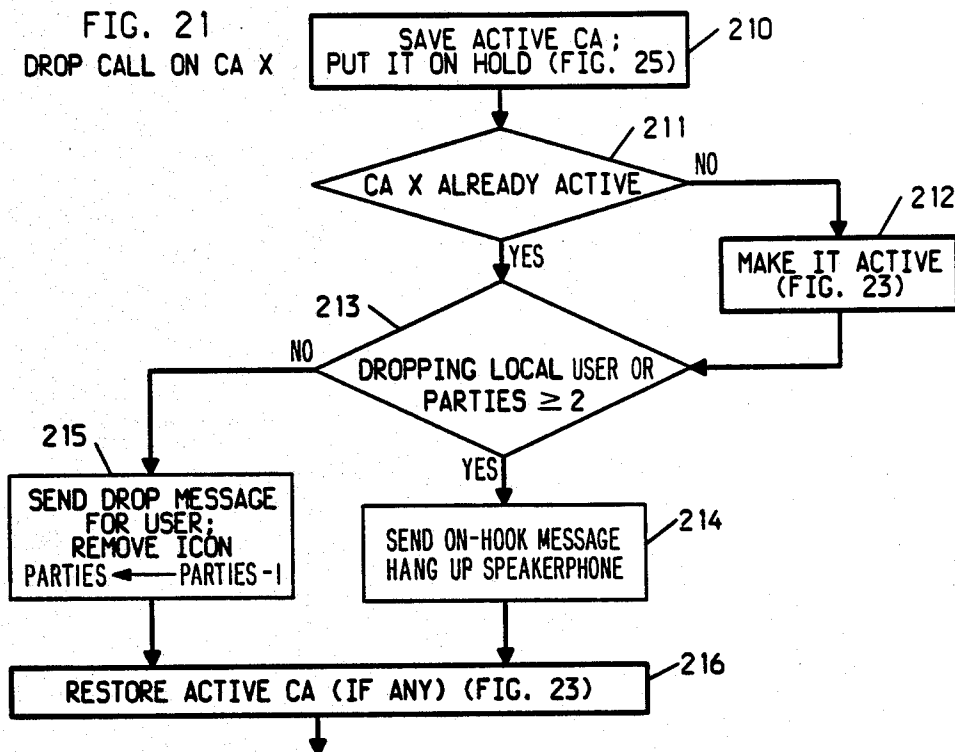 FIG. 21
DROP CALL ON CA X
SAVE ACTIVE CA;
PUT IT ON HOLD (FIG. 25)
210
211
CA X ALREADY ACTIVE
NO
212
MAKE IT ACTIVE
(FIG. 23)
YES
213
NO
DROPPING LOCAL USER OR
PARTIES ≥ 2
215
YES
SEND DROP MESSAGE
FOR USER;
REMOVE ICON
PARTIES ← PARTIES-1
SEND ON-HOOK MESSAGE
HANG UP SPEAKERPHONE
214
RESTORE ACTIVE CA (IF ANY) (FIG. 23)
216